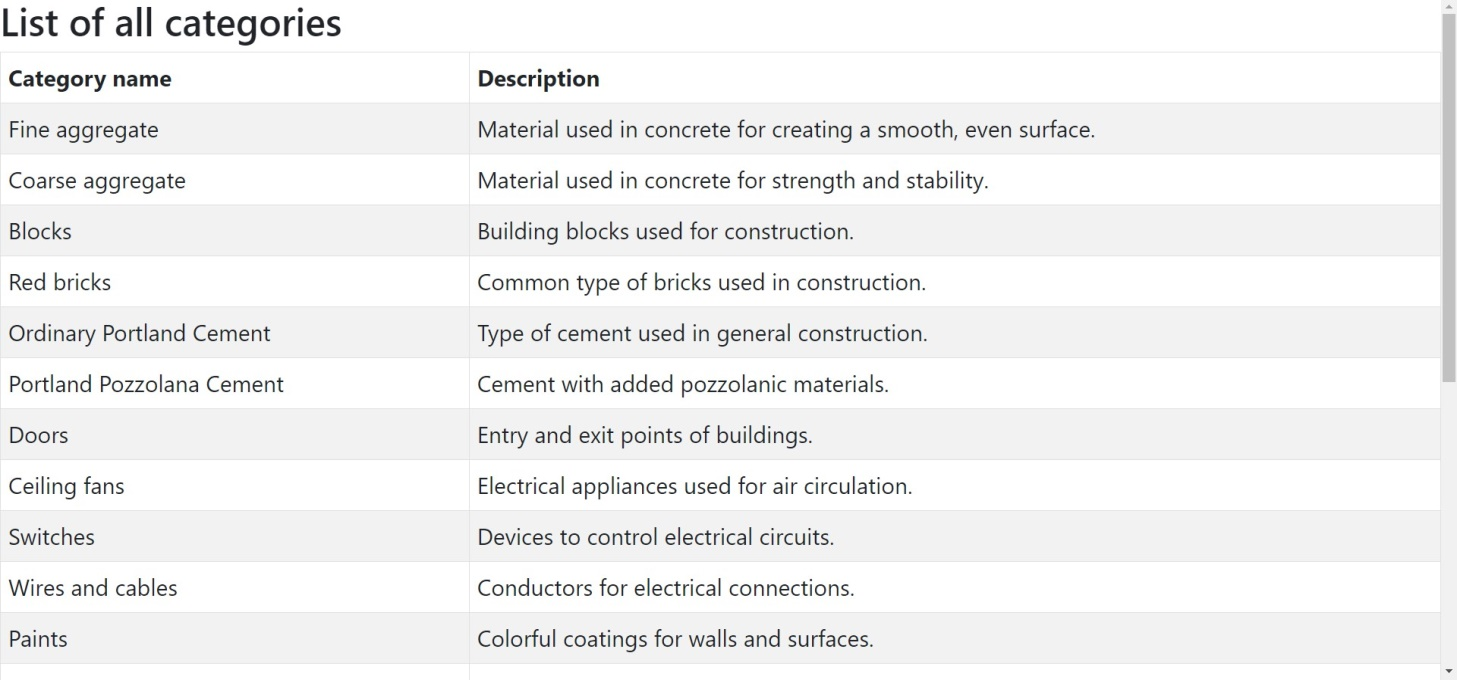 List of all categories
Category name Description
Fine aggregate Material used in concrete for creating a smooth, even surface.
Coarse aggregate Material used in concrete for strength and stability.
Blocks Building blocks used for construction.
Red bricks Common type of bricks used in construction.
Ordinary Portland Cement Type of cement used in general construction.
Portland Pozzolana Cement Cement with added pozzolanic materials.
Doors Entry and exit points of buildings.
Ceiling fans Electrical appliances used for air circulation.
Switches Devices to control electrical circuits.
Wires and cables Conductors for electrical connections.
Paints Colorful coatings for walls and surfaces.